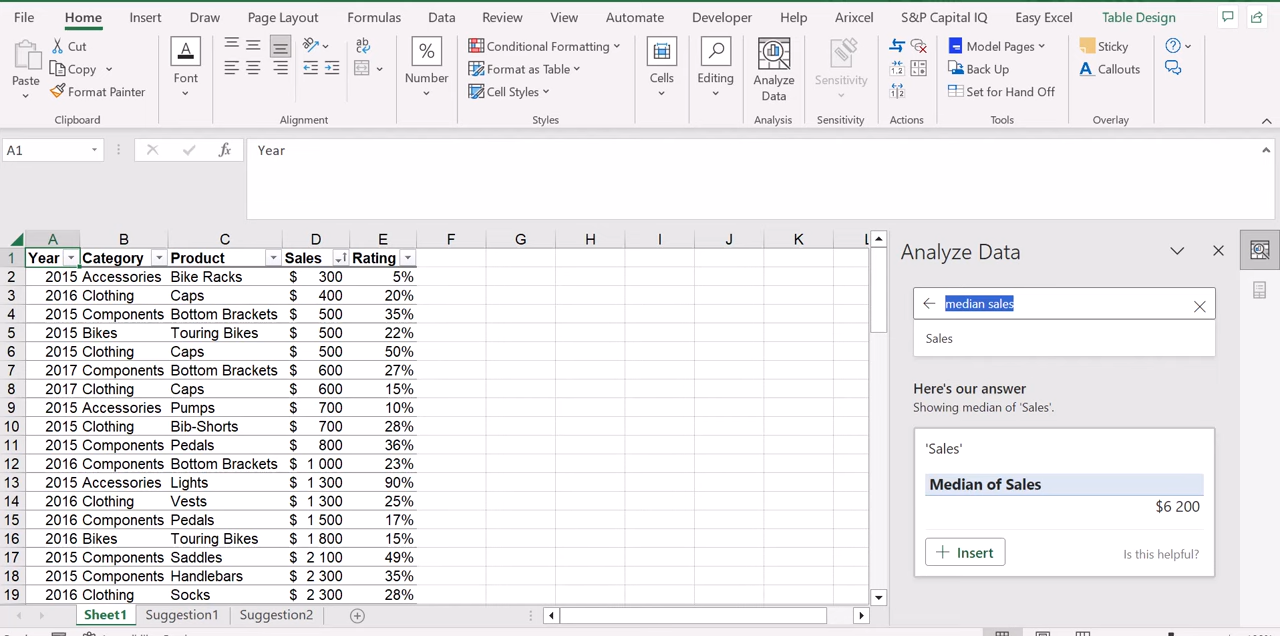 File Home Insert Draw Page Layout Formulas Data Review View Automate Developer Help Arixcel S&P Capital IQ Easy Excel Table Design
Paste Cut Copy Format Painter Clipboard
Font
ab Alignment
% Number
Conditional Formatting Format as Table Cell Styles Styles
Cells
Editing
Analyze Data Analysis
Sensitivity Sensitivity
Actions
Model Pages Back Up Set for Hand Off Tools
Sticky A Callouts Overlay
A1 fx Year
A B C D E F G H I J K L
1 Year Category Product Sales Rating
2 2015 Accessories Bike Racks $ 300 5%
3 2016 Clothing Caps $ 400 20%
4 2015 Components Bottom Brackets $ 500 35%
5 2015 Bikes Touring Bikes $ 500 22%
6 2015 Clothing Caps $ 500 50%
7 2017 Components Bottom Brackets $ 600 27%
8 2017 Clothing Caps $ 600 15%
9 2015 Accessories Pumps $ 700 10%
10 2015 Clothing Bib-Shorts $ 700 28%
11 2015 Components Pedals $ 800 36%
12 2016 Components Bottom Brackets $ 1 000 23%
13 2015 Accessories Lights $ 1 300 90%
14 2016 Clothing Vests $ 1 300 25%
15 2016 Components Pedals $ 1 500 17%
16 2016 Bikes Touring Bikes $ 1 800 15%
17 2015 Components Saddles $ 2 100 49%
18 2015 Components Handlebars $ 2 300 35%
19 2016 Clothing Socks $ 2 300 28%
Sheet1 Suggestion1 Suggestion2
Analyze Data
median sales
Sales
Here's our answer
Showing median of 'Sales'.
'Sales'
Median of Sales
$6 200
Insert Is this helpful?